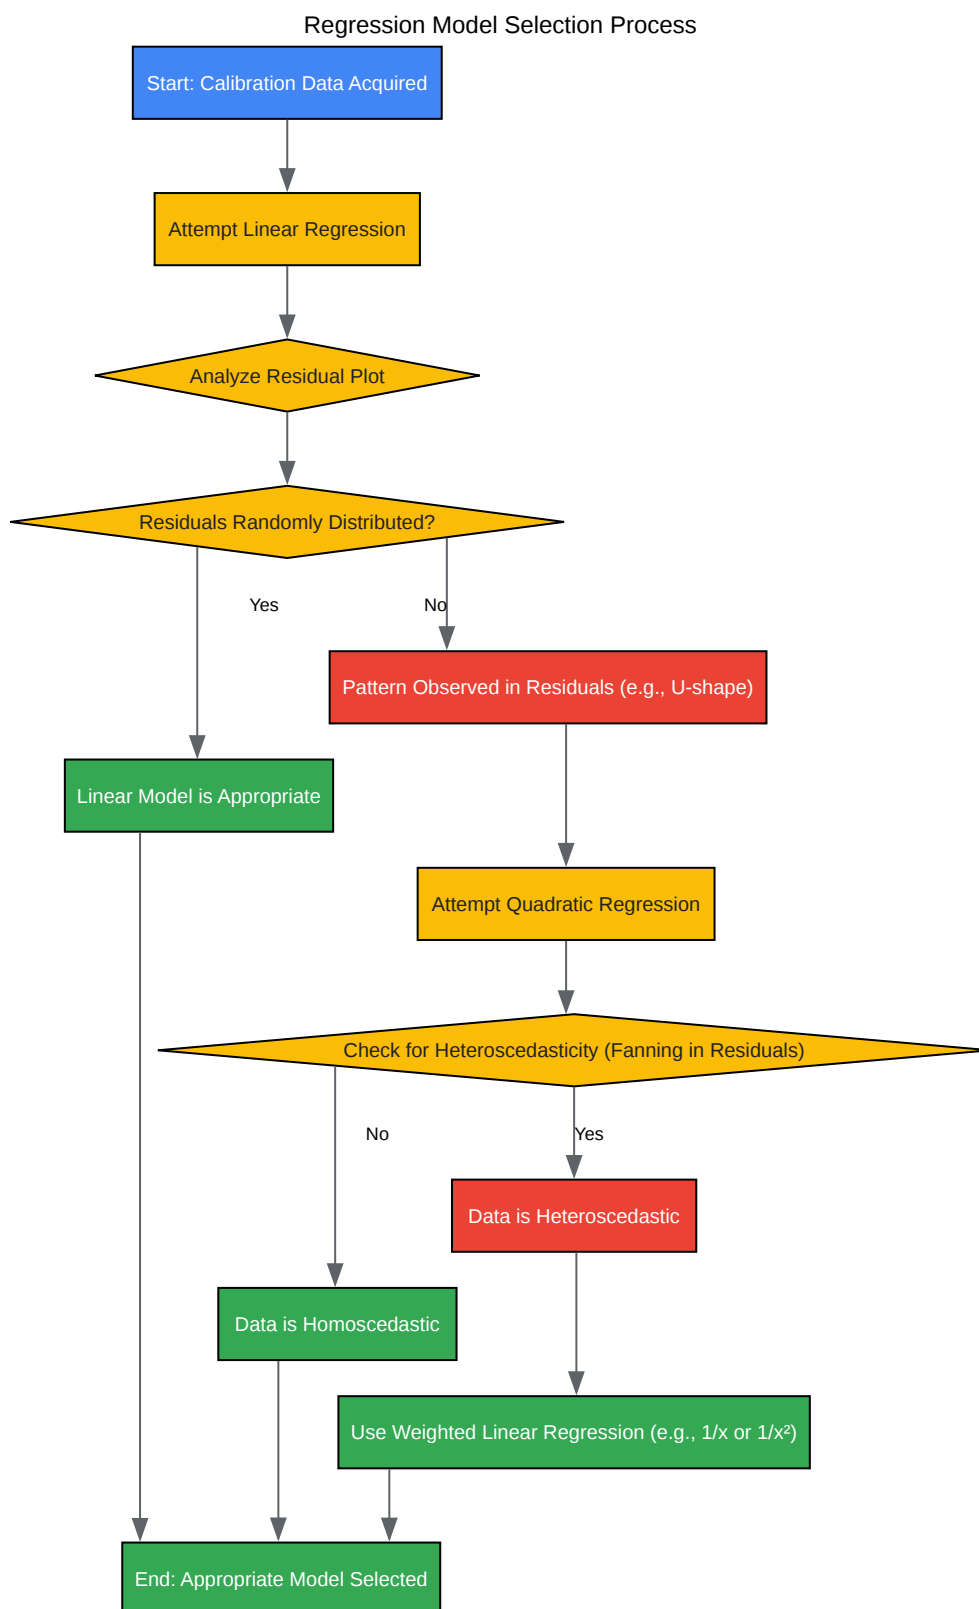 Regression Model Selection Process
Start: Calibration Data Acquired
Attempt Linear Regression
Analyze Residual Plot
Residuals Randomly Distributed?
Yes
No
Pattern Observed in Residuals (e.g., U-shape)
Linear Model is Appropriate
Attempt Quadratic Regression
Check for Heteroscedasticity (Fanning in Residuals)
No
Yes
Data is Heteroscedastic
Data is Homoscedastic
Use Weighted Linear Regression (e.g., 1/x or 1/x²)
End: Appropriate Model Selected